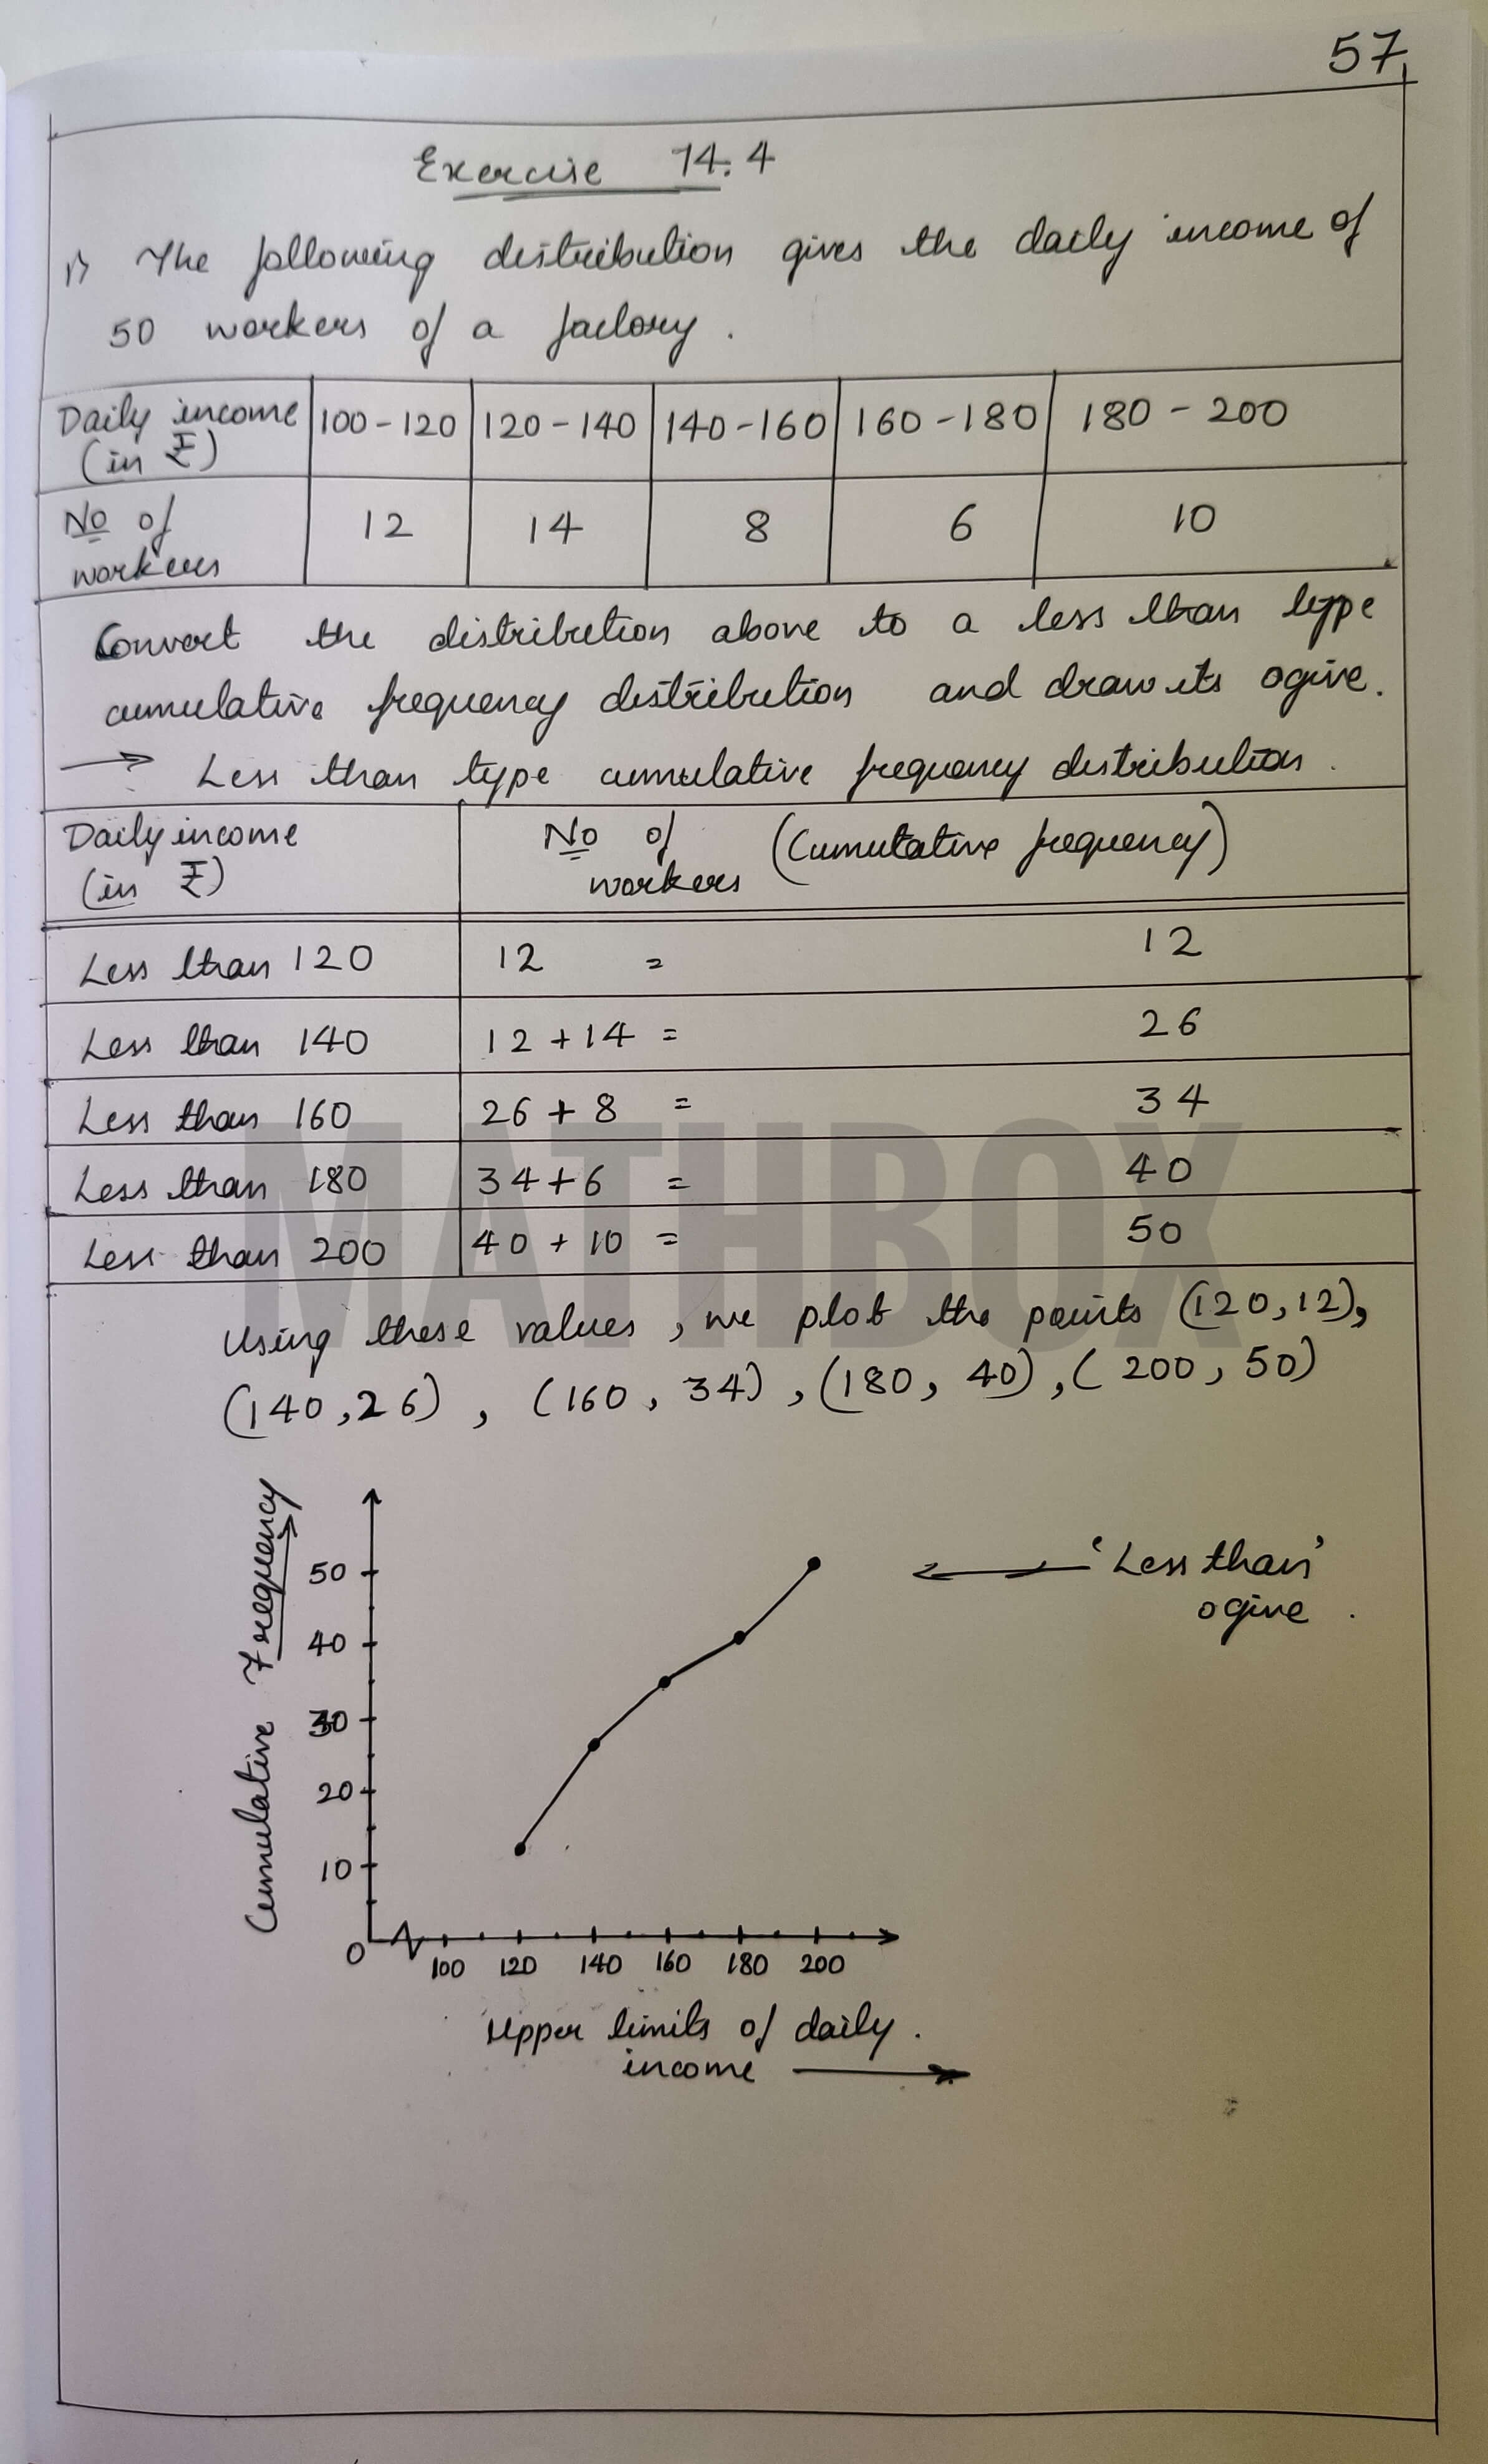 57
Exercise 14.4
1) The following distribution gives the daily income of
50 workers of a factory.
Daily income (in ₹) 100-120 120-140 140-160 160-180 180-200
No of workers 12 14 8 6 10
Convert the distribution above to a less than type
cumulative frequency distribution and draw its ogive.
→ Less than type cumulative frequency distribution.
Daily income (in ₹) No of workers (Cumutative frequency)
Less than 120 12 = 12
Less than 140 12 + 14 = 26
Less than 160 26 + 8 = 34
Less than 180 34 + 6 = 40
Less than 200 40 + 10 = 50
MATHBOX
Using these values, we plot the points (120,12),
(140,26), (160, 34), (180, 40), (200, 50)
Cumulative Frequency
50
40
30
20
10
0
100 120 140 160 180 200
Upper limits of daily.
income
'Less than'
ogive.